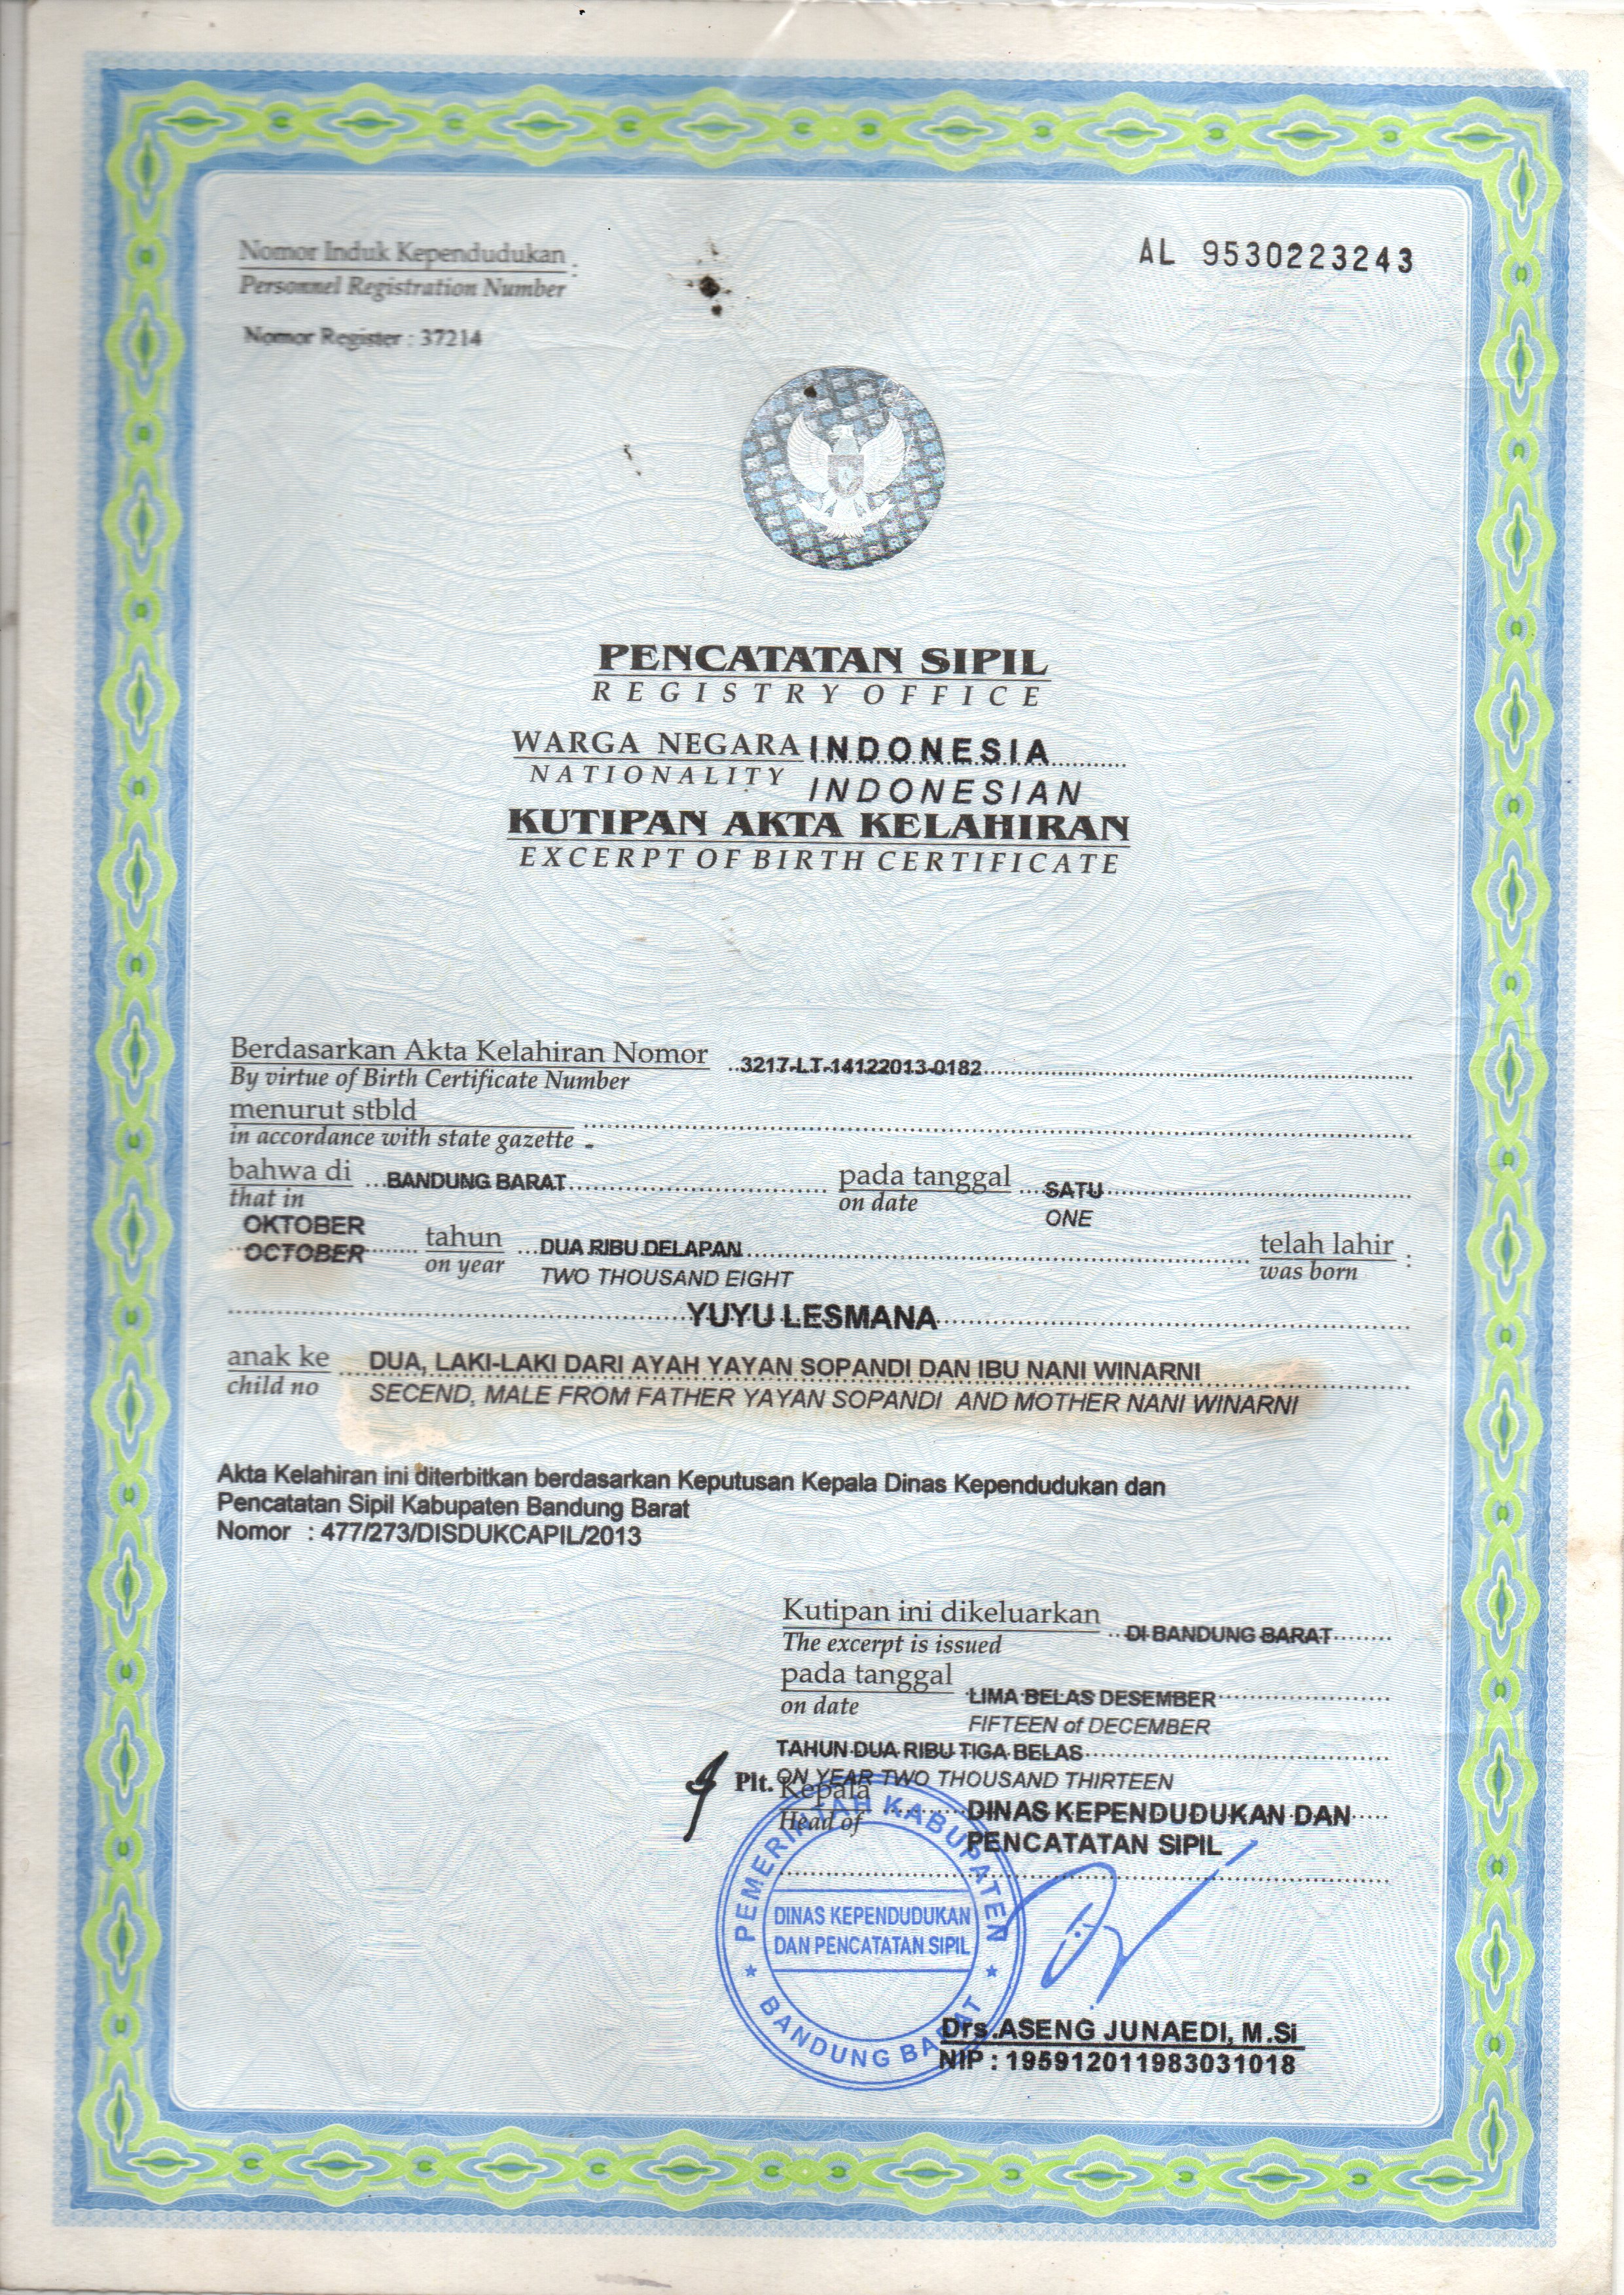 Nomor Induk Kependudukan :
Personnel Registration Number
AL 9530223243
Nomor Register : 37214
PENCATATAN SIPIL
REGISTRY OFFICE
WARGA NEGARA INDONESIA
NATIONALITY INDONESIAN
KUTIPAN AKTA KELAHIRAN
EXCERPT OF BIRTH CERTIFICATE
Berdasarkan Akta Kelahiran Nomor 3217-LT-14122013-0182
By virtue of Birth Certificate Number
menurut stbld
in accordance with state gazette -
bahwa di BANDUNG BARAT pada tanggal SATU
that in on date ONE
OKTOBER tahun DUA RIBU DELAPAN telah lahir :
OCTOBER on year TWO THOUSAND EIGHT was born
YUYU LESMANA
anak ke DUA, LAKI-LAKI DARI AYAH YAYAN SOPANDI DAN IBU NANI WINARNI
child no SECEND, MALE FROM FATHER YAYAN SOPANDI AND MOTHER NANI WINARNI
Akta Kelahiran ini diterbitkan berdasarkan Keputusan Kepala Dinas Kependudukan dan
Pencatatan Sipil Kabupaten Bandung Barat
Nomor : 477/273/DISDUKCAPIL/2013
Kutipan ini dikeluarkan DI BANDUNG BARAT
The excerpt is issued
pada tanggal LIMA BELAS DESEMBER
on date FIFTEEN of DECEMBER
TAHUN DUA RIBU TIGA BELAS
ON YEAR TWO THOUSAND THIRTEEN
Plt. Kepala DINAS KEPENDUDUKAN DAN
Head of PENCATATAN SIPIL
PEMERINTAH KABUPATEN
DINAS KEPENDUDUKAN
DAN PENCATATAN SIPIL
BANDUNG BARAT
Drs.ASENG JUNAEDI, M.Si
NIP : 195912011983031018